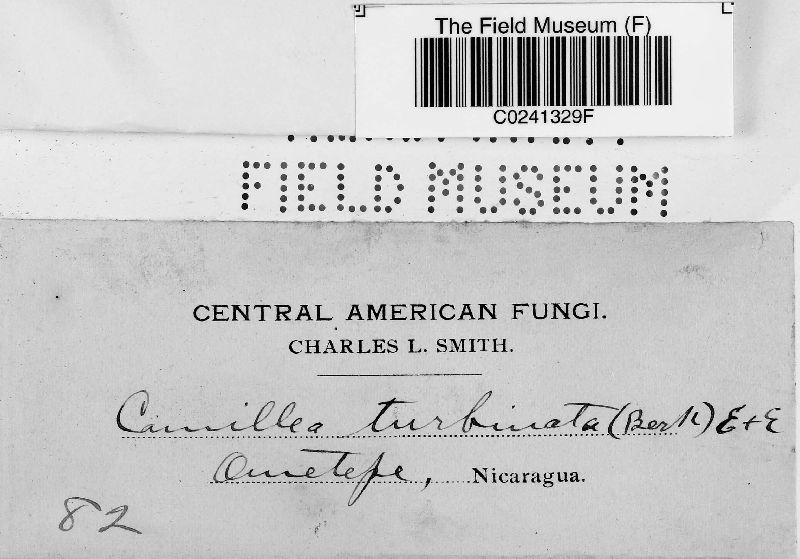 The Field Museum (F)
C0241329F
FIELD MUSEUM
CENTRAL AMERICAN FUNGI.
CHARLES L. SMITH.
Camillea turbinata (Berk) E+E
Ometepe, Nicaragua.
82